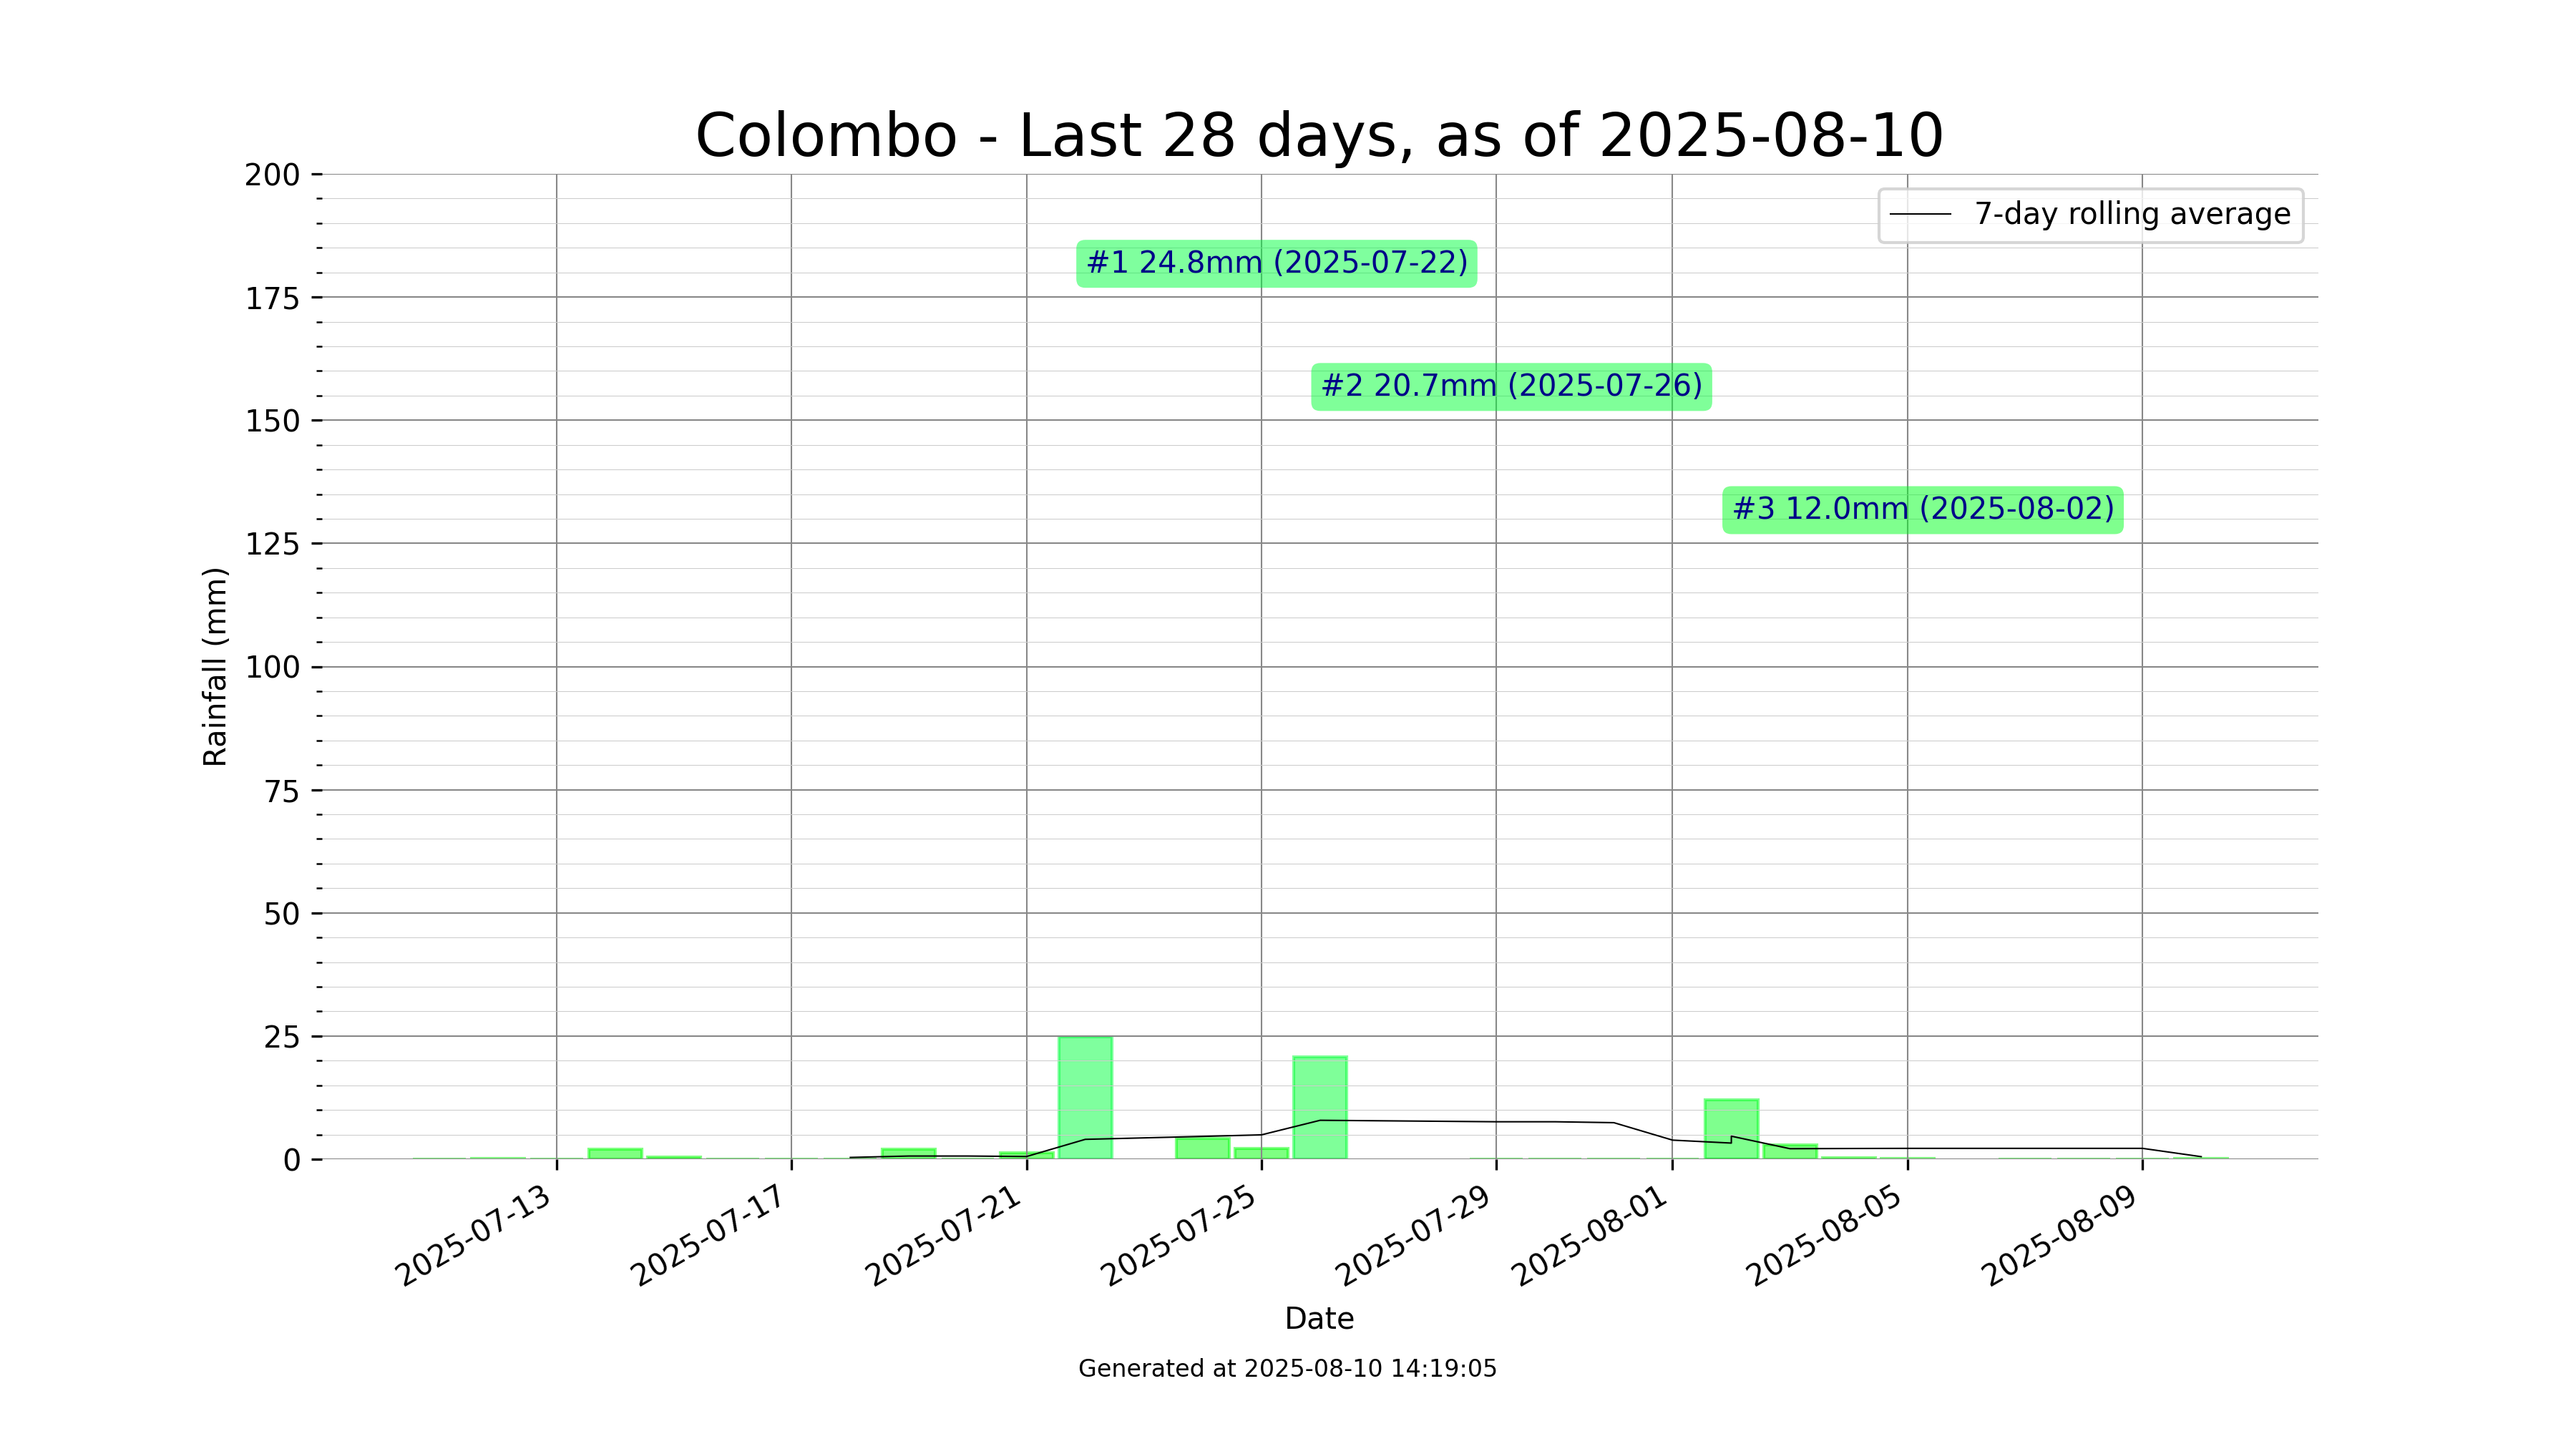 Colombo - Last 28 days, as of 2025-08-10
7-day rolling average
#1 24.8mm (2025-07-22)
#2 20.7mm (2025-07-26)
#3 12.0mm (2025-08-02)
Rainfall (mm)
200
175
150
125
100
75
50
25
0
2025-07-13
2025-07-17
2025-07-21
2025-07-25
2025-07-29
2025-08-01
2025-08-05
2025-08-09
Date
Generated at 2025-08-10 14:19:05